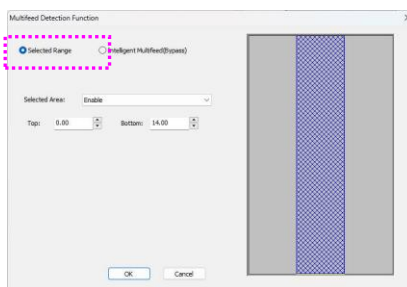 Multifeed Detection Function
Selected Range Intelligent Multifeed(Bypass)
Selected Area: Enable
Top: 0.00 Bottom: 14.00
OK Cancel